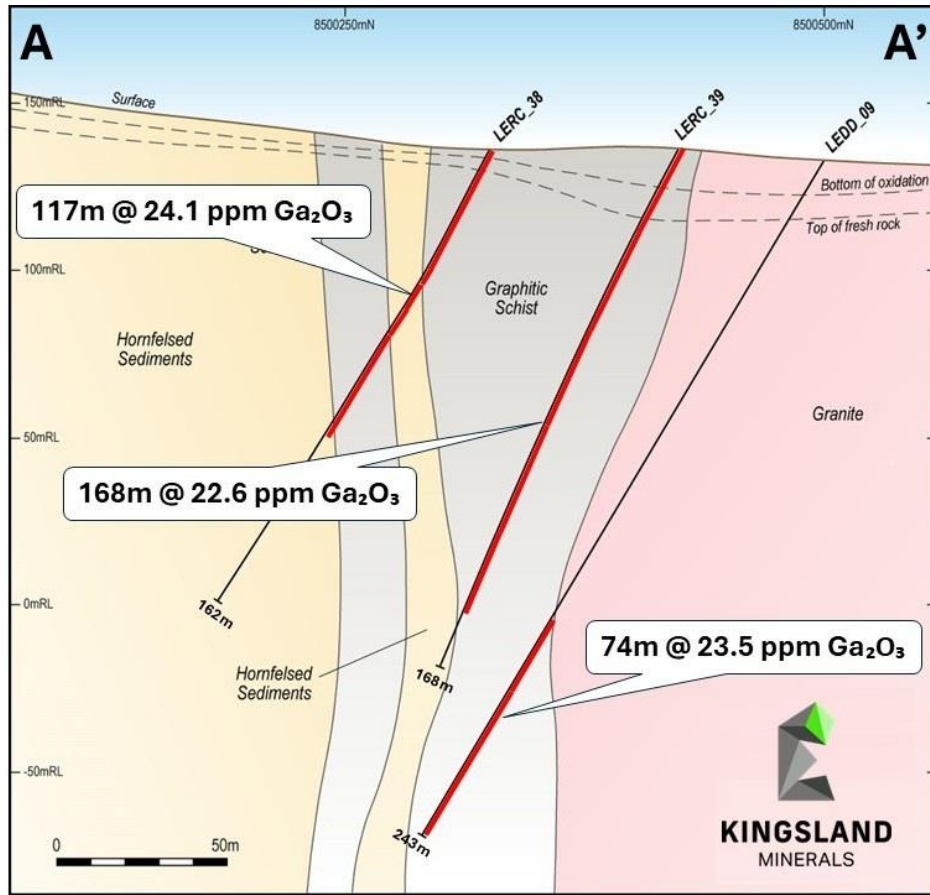 A
8500250mN
8500500mN
A’
150mRL
Surface
LERC_38
LERC_39
LEDD_09
Bottom of oxidation
Top of fresh rock
117m @ 24.1 ppm Ga₂O₃
100mRL
Graphitic
Schist
Hornfelsed
Sediments
Granite
50mRL
168m @ 22.6 ppm Ga₂O₃
0mRL
162m
74m @ 23.5 ppm Ga₂O₃
Hornfelsed
Sediments
168m
-50mRL
243m
0
50m
KINGSLAND
MINERALS